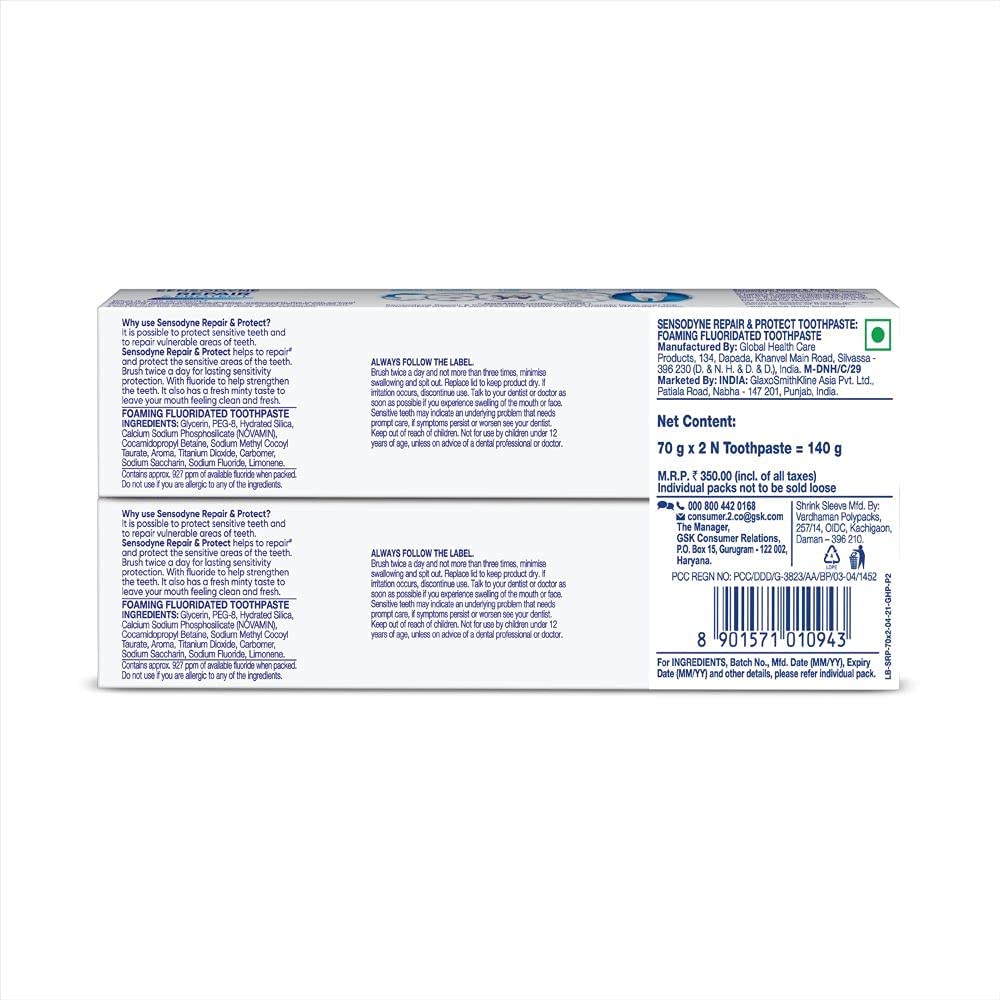 SENSODYNE
REPAIR
Why use Sensodyne Repair & Protect?
It is possible to protect sensitive teeth and
to repair vulnerable areas of teeth.
Sensodyne Repair & Protect helps to repair#
and protect the sensitive areas of the teeth.
Brush twice a day for lasting sensitivity
protection. With fluoride to help strengthen
the teeth. It also has a fresh minty taste to
leave your mouth feeling clean and fresh.
FOAMING FLUORIDATED TOOTHPASTE
INGREDIENTS: Glycerin, PEG-8, Hydrated Silica,
Calcium Sodium Phosphosilicate (NOVAMIN),
Cocamidopropyl Betaine, Sodium Methyl Cocoyl
Taurate, Aroma, Titanium Dioxide, Carbomer,
Sodium Saccharin, Sodium Fluoride, Limonene.
Contains approx. 927 ppm of available fluoride when packed.
Do not use if you are allergic to any of the ingredients.
ALWAYS FOLLOW THE LABEL.
Brush twice a day and not more than three times, minimise
swallowing and spit out. Replace lid to keep product dry. If
irritation occurs, discontinue use. Talk to your dentist or doctor as
soon as possible if you experience swelling of the mouth or face.
Sensitive teeth may indicate an underlying problem that needs
prompt care, if symptoms persist or worsen see your dentist.
Keep out of reach of children. Not for use by children under 12
years of age, unless on advice of a dental professional or doctor.
Why use Sensodyne Repair & Protect?
It is possible to protect sensitive teeth and
to repair vulnerable areas of teeth.
Sensodyne Repair & Protect helps to repair#
and protect the sensitive areas of the teeth.
Brush twice a day for lasting sensitivity
protection. With fluoride to help strengthen
the teeth. It also has a fresh minty taste to
leave your mouth feeling clean and fresh.
FOAMING FLUORIDATED TOOTHPASTE
INGREDIENTS: Glycerin, PEG-8, Hydrated Silica,
Calcium Sodium Phosphosilicate (NOVAMIN),
Cocamidopropyl Betaine, Sodium Methyl Cocoyl
Taurate, Aroma, Titanium Dioxide, Carbomer,
Sodium Saccharin, Sodium Fluoride, Limonene.
Contains approx. 927 ppm of available fluoride when packed.
Do not use if you are allergic to any of the ingredients.
ALWAYS FOLLOW THE LABEL.
Brush twice a day and not more than three times, minimise
swallowing and spit out. Replace lid to keep product dry. If
irritation occurs, discontinue use. Talk to your dentist or doctor as
soon as possible if you experience swelling of the mouth or face.
Sensitive teeth may indicate an underlying problem that needs
prompt care, if symptoms persist or worsen see your dentist.
Keep out of reach of children. Not for use by children under 12
years of age, unless on advice of a dental professional or doctor.
SENSODYNE REPAIR & PROTECT TOOTHPASTE:
FOAMING FLUORIDATED TOOTHPASTE
Manufactured By: Global Health Care
Products, 134, Dapada, Khanvel Main Road, Silvassa -
396 230 (D. & N. H. & D. & D.), India. M-DNH/C/29
Marketed By: INDIA: GlaxoSmithKline Asia Pvt. Ltd.,
Patiala Road, Nabha - 147 201, Punjab, India.
Net Content:
70 g x 2 N Toothpaste = 140 g
M.R.P. ₹ 350.00 (incl. of all taxes)
Individual packs not to be sold loose
000 800 442 0168
consumer.2.co@gsk.com
The Manager,
GSK Consumer Relations,
P.O. Box 15, Gurugram - 122 002,
Haryana.
Shrink Sleeve Mfd. By:
Vardhaman Polypacks,
257/14, OIDC, Kachigaon,
Daman – 396 210.
4
LDPE
PCC REGN NO: PCC/DDD/G-3823/AA/BP/03-04/1452
8 901571 010943
For INGREDIENTS, Batch No., Mfd. Date (MM/YY), Expiry
Date (MM/YY) and other details, please refer individual pack.
LB-SRP-70x2-04-21-GHP-P2